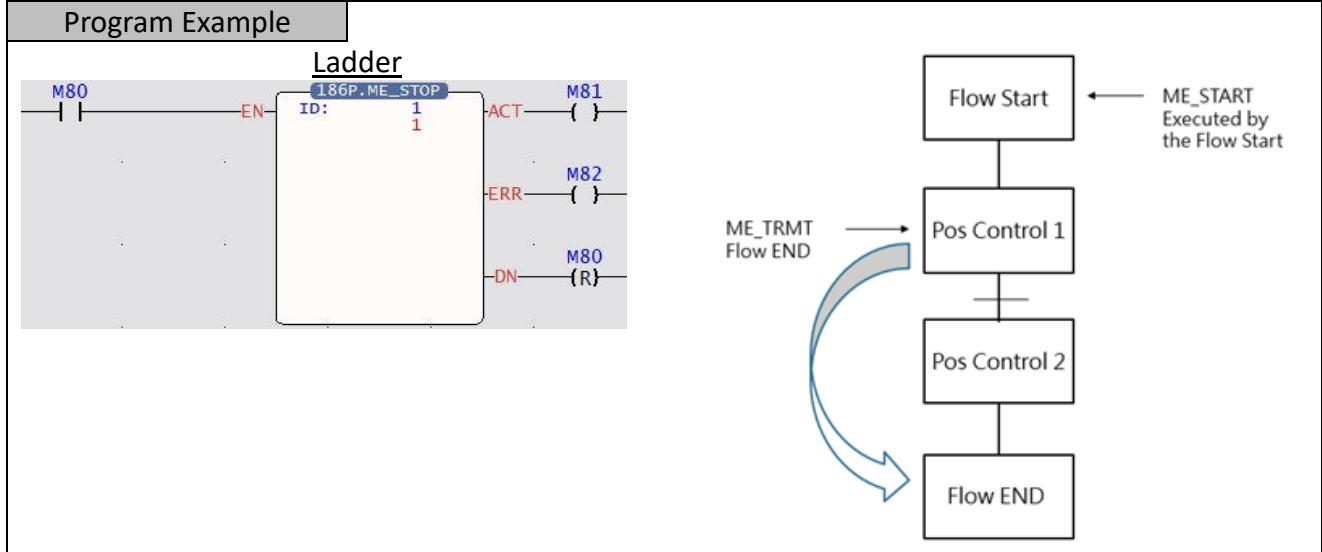 Program Example
Ladder
M80
EN
186P.ME_STOP
ID: 1
1
ACT
M81
ERR
M82
DN
M80
(R)
Flow Start
ME_START
Executed by
the Flow Start
ME_TRMT
Flow END
Pos Control 1
Pos Control 2
Flow END